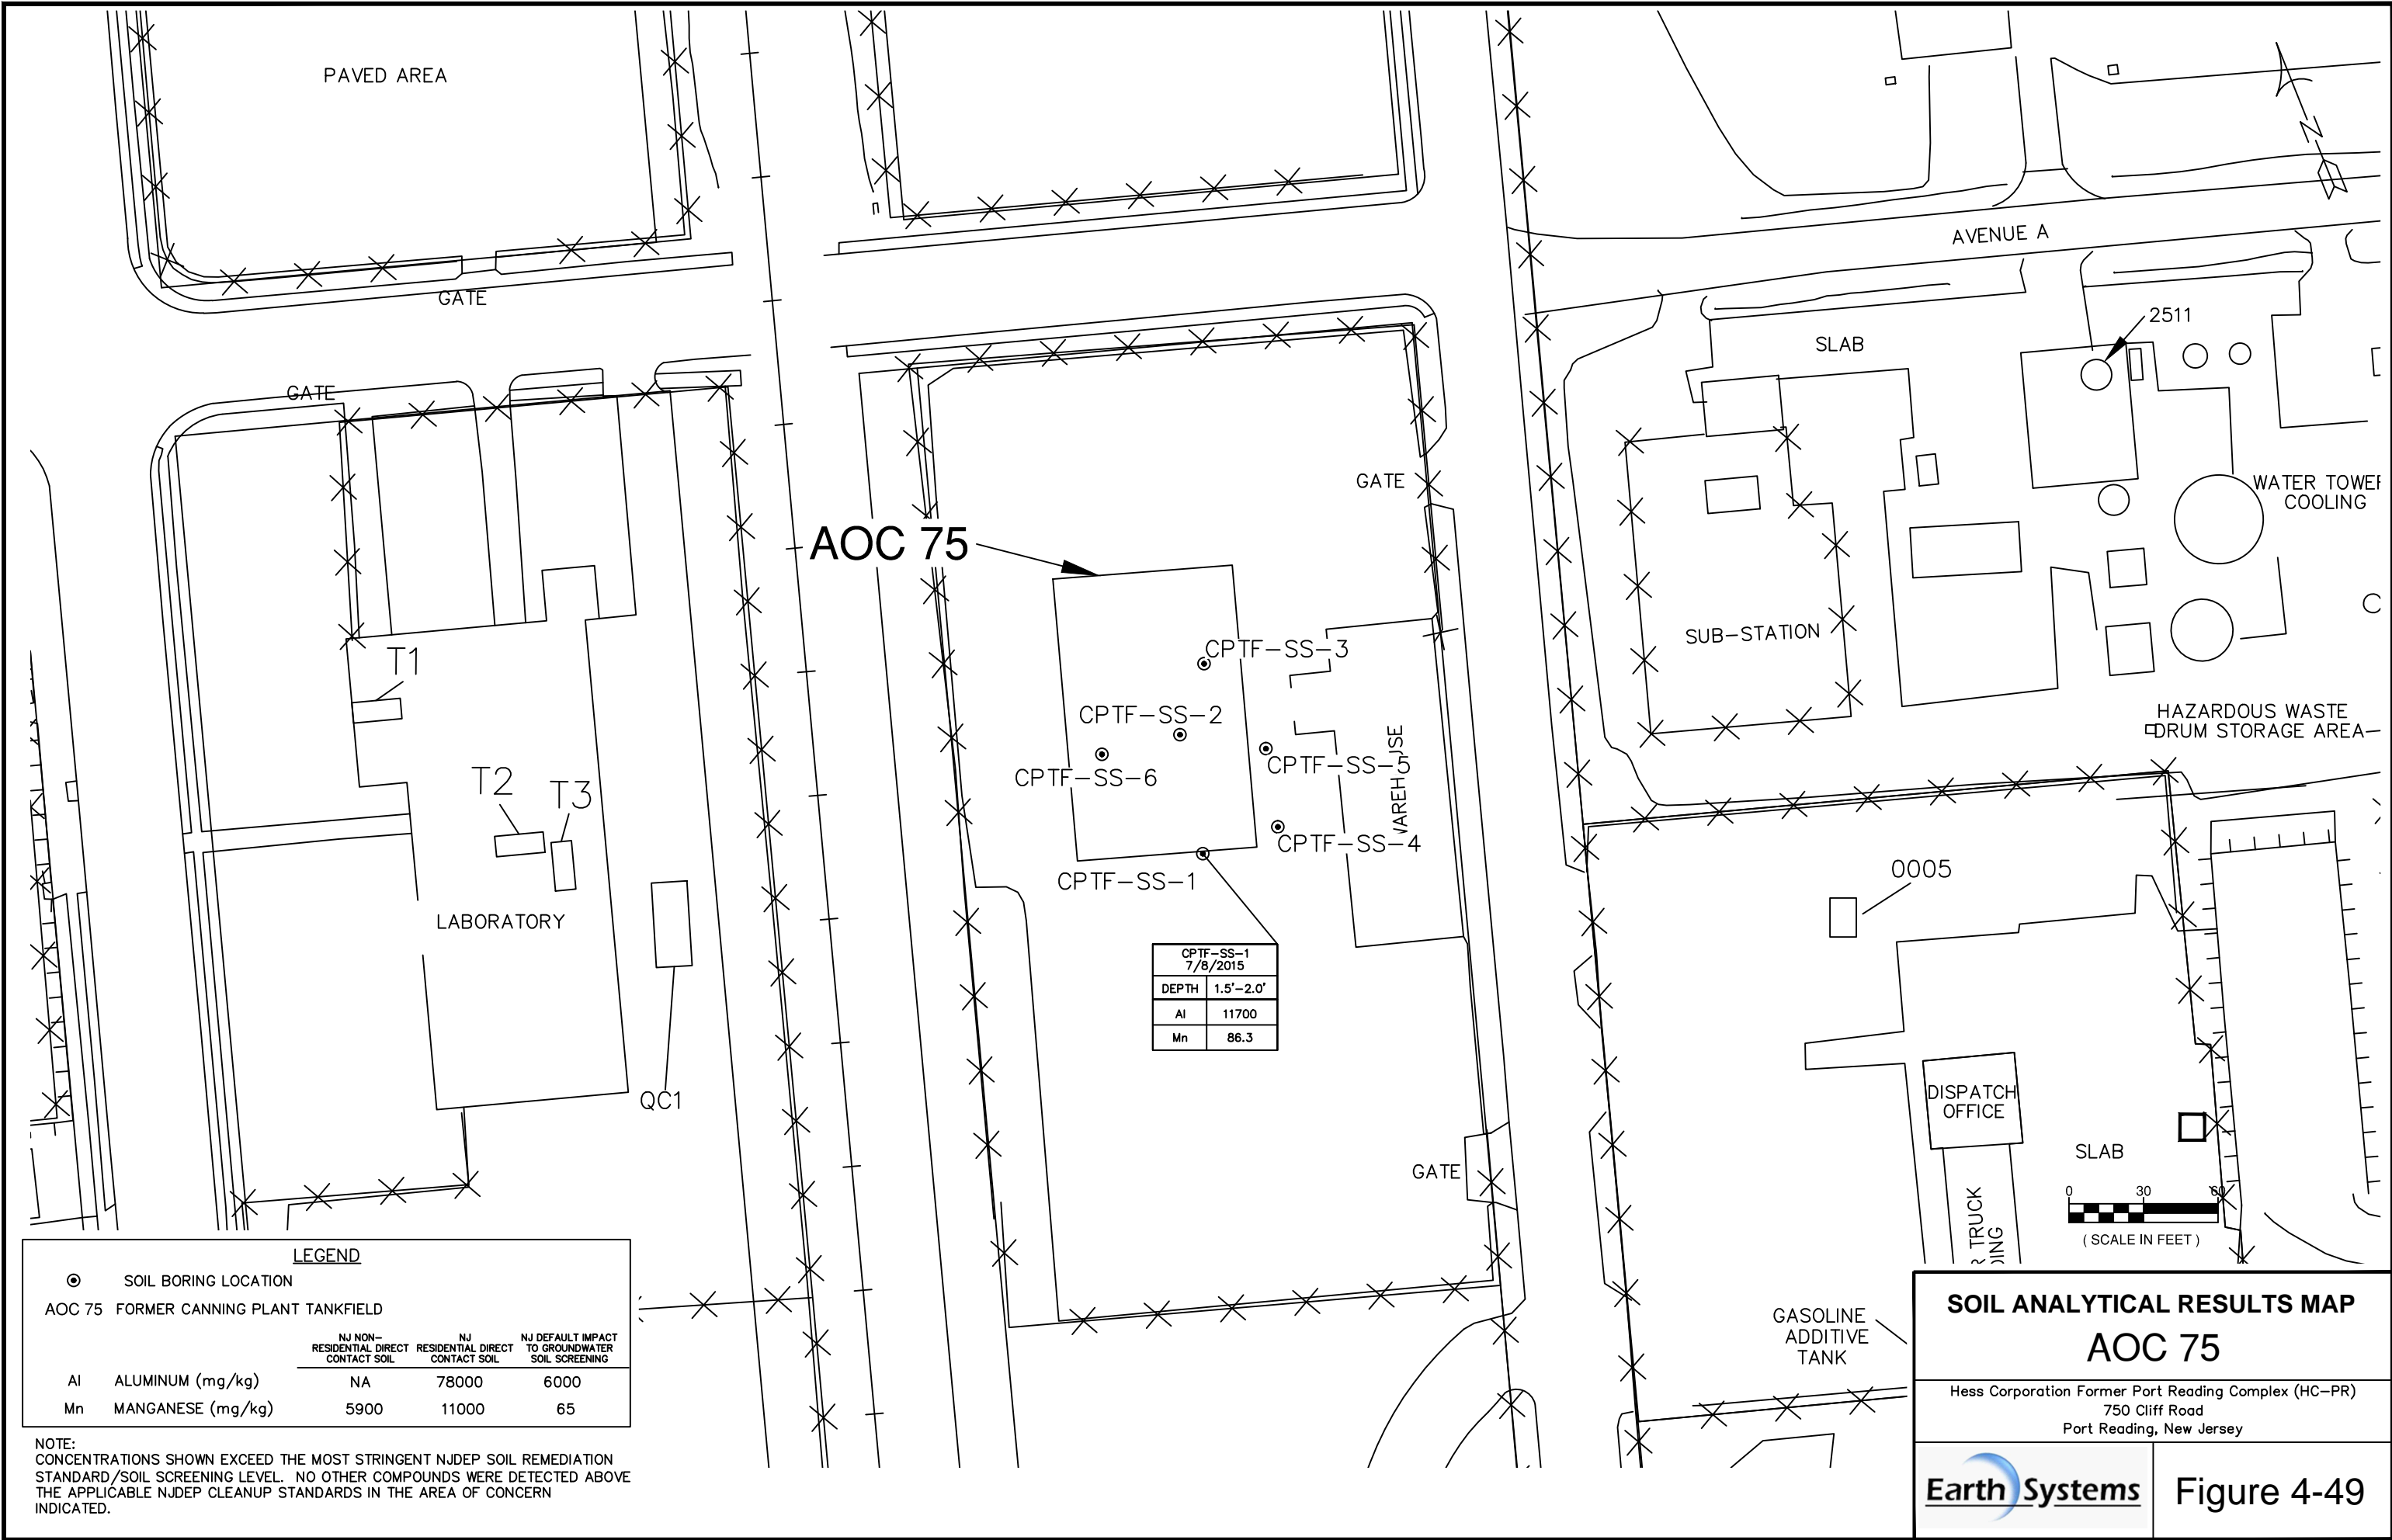 PAVED AREA
N
AVENUE A
GATE
2511
SLAB
GATE
GATE
WATER TOWER
COOLING
AOC 75
SUB-STATION
T1
CPTF-SS-3
CPTF-SS-2
HAZARDOUS WASTE
DRUM STORAGE AREA
CPTF-SS-5
CPTF-SS-6
T2
T3
CPTF-SS-4
0005
CPTF-SS-1
LABORATORY
CPTF-SS-1
7/8/2015
DEPTH 1.5'-2.0'
Al 11700
Mn 86.3
QC1
DISPATCH
OFFICE
SLAB
GATE
TRUCK
0 30 60
( SCALE IN FEET )
GASOLINE
ADDITIVE
TANK
LEGEND
SOIL BORING LOCATION
AOC 75 FORMER CANNING PLANT TANKFIELD
NJ NON-
RESIDENTIAL DIRECT
CONTACT SOIL
NJ
RESIDENTIAL DIRECT
CONTACT SOIL
NJ DEFAULT IMPACT
TO GROUNDWATER
SOIL SCREENING
Al ALUMINUM (mg/kg) NA 78000 6000
Mn MANGANESE (mg/kg) 5900 11000 65
NOTE:
CONCENTRATIONS SHOWN EXCEED THE MOST STRINGENT NJDEP SOIL REMEDIATION
STANDARD/SOIL SCREENING LEVEL. NO OTHER COMPOUNDS WERE DETECTED ABOVE
THE APPLICABLE NJDEP CLEANUP STANDARDS IN THE AREA OF CONCERN
INDICATED.
SOIL ANALYTICAL RESULTS MAP
AOC 75
Hess Corporation Former Port Reading Complex (HC-PR)
750 Cliff Road
Port Reading, New Jersey
Earth Systems
Figure 4-49